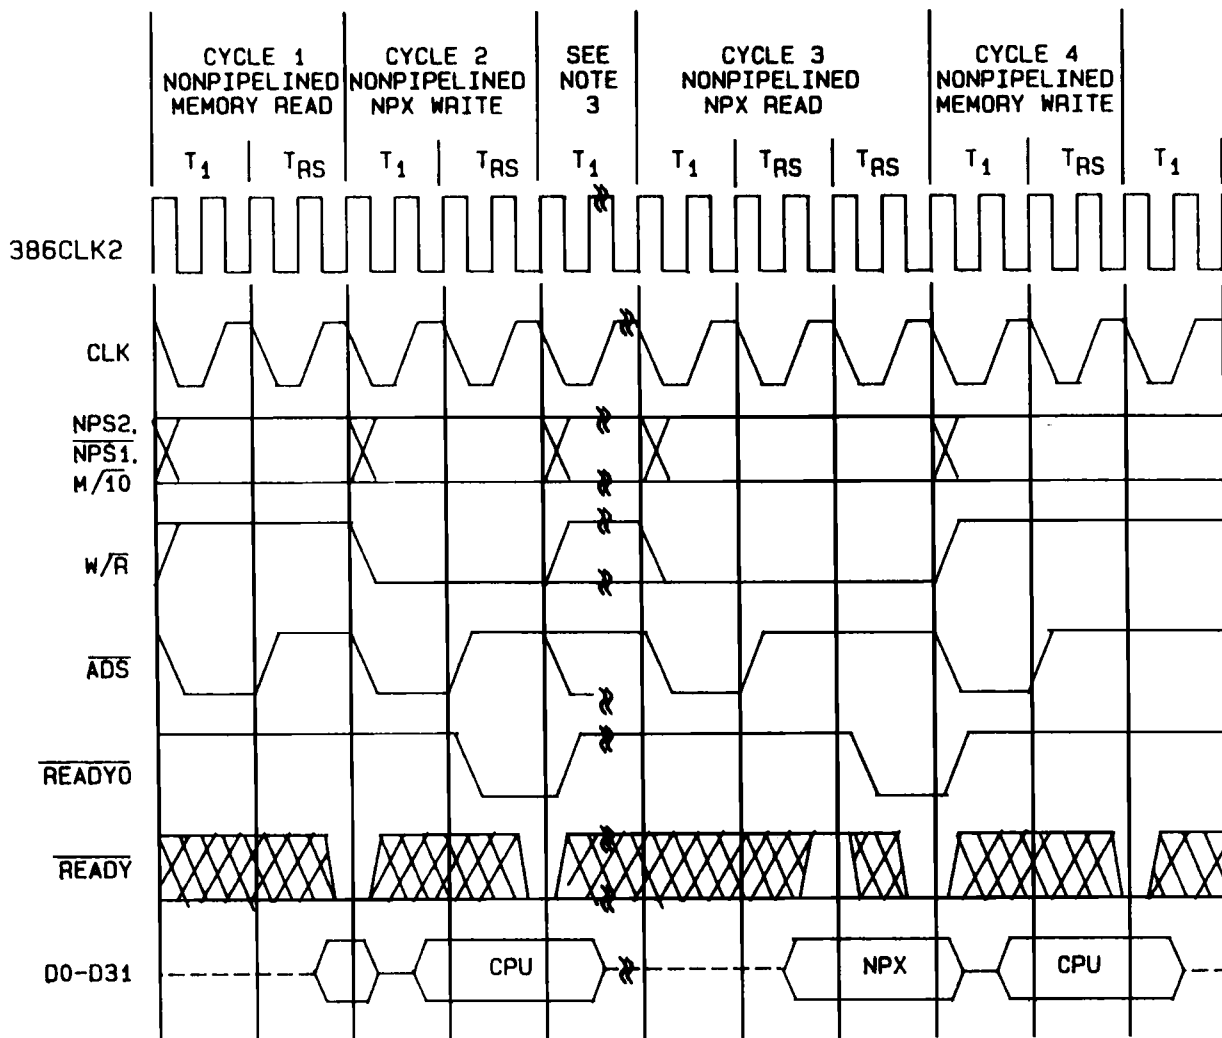 CYCLE 1
NONPIPELINED
MEMORY READ
CYCLE 2
NONPIPELINED
NPX WRITE
SEE
NOTE
3
CYCLE 3
NONPIPELINED
NPX READ
CYCLE 4
NONPIPELINED
MEMORY WRITE
T1 TRS T1 TRS T1 T1 TRS TRS T1 TRS T1
386CLK2
CLK
NPS2,
NPS1,
M/IO
W/R
ADS
READYO
READY
D0-D31 CPU NPX CPU